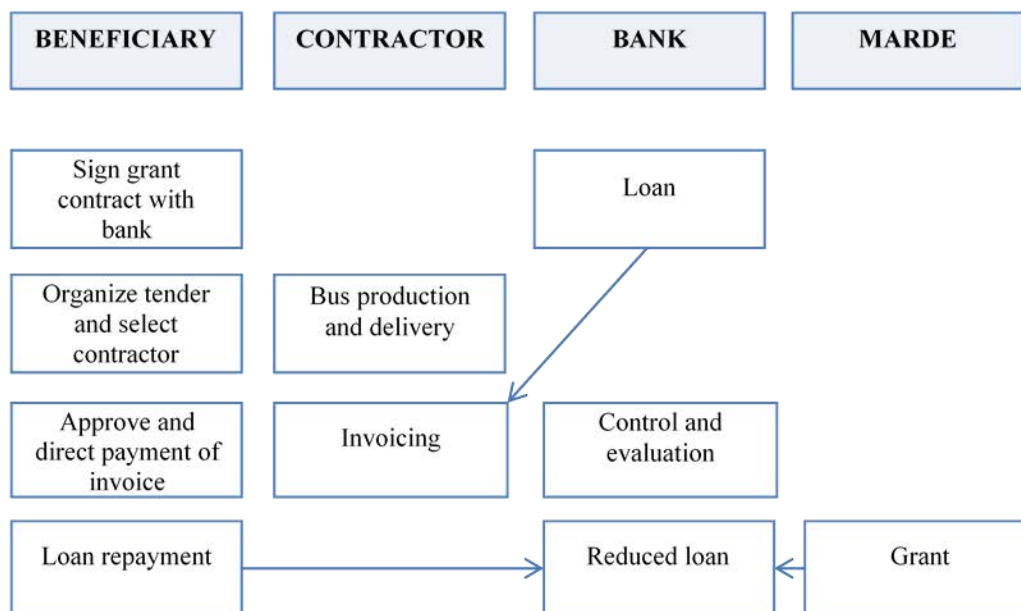 BENEFICIARY
CONTRACTOR
BANK
MARDE
Sign grant
contract with
bank
Loan
Organize tender
and select
contractor
Bus production
and delivery
Approve and
direct payment of
invoice
Invoicing
Control and
evaluation
Loan repayment
Reduced loan
Grant